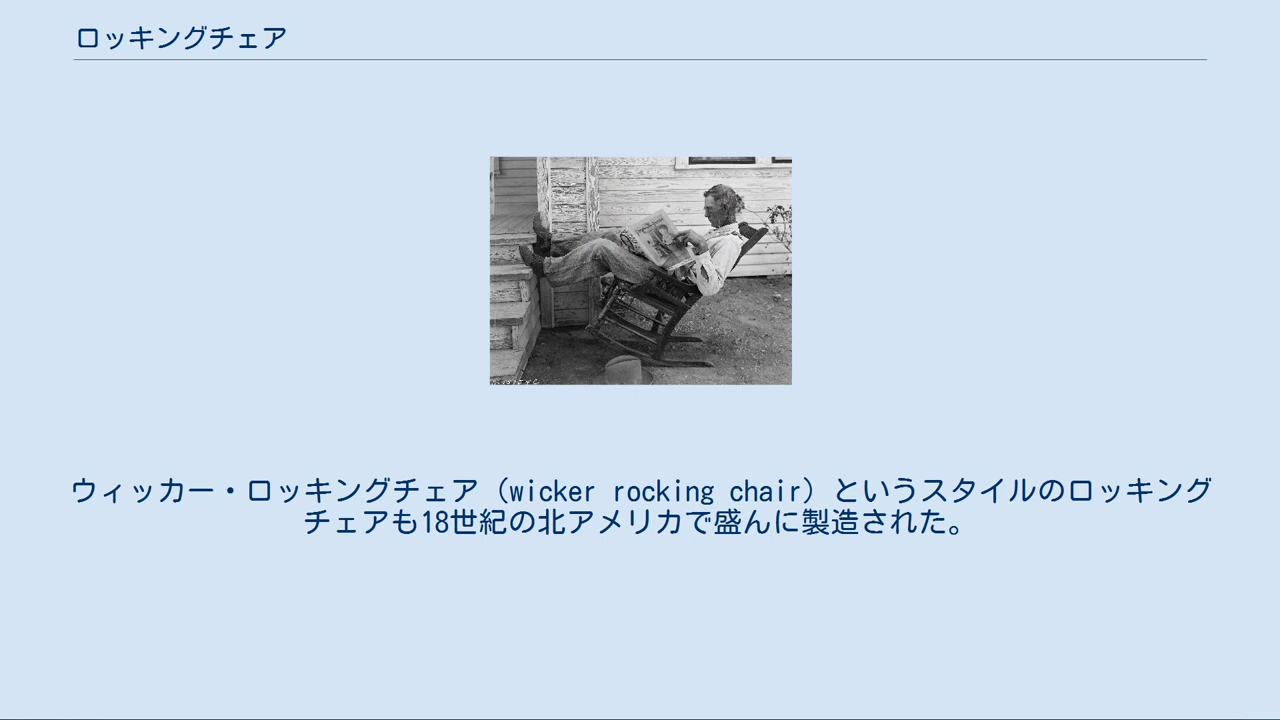 ロッキングチェア
ウィッカー・ロッキングチェア（wicker rocking chair）というスタイルのロッキング
チェアも18世紀の北アメリカで盛んに製造された。